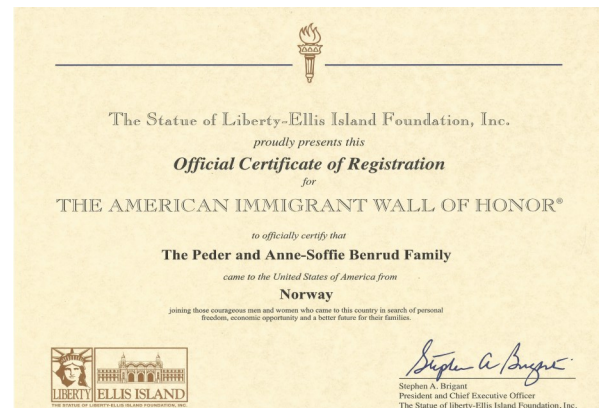 The Statue of Liberty-Ellis Island Foundation, Inc.
proudly presents this
Official Certificate of Registration
for
THE AMERICAN IMMIGRANT WALL OF HONOR®
to officially certify that
The Peder and Anne-Soffie Benrud Family
came to the United States of America from
Norway
joining those courageous men and women who came to this country in search of personal
freedom, economic opportunity and a better future for their families.
LIBERTY ELLIS ISLAND
THE STATUE OF LIBERTY-ELLIS ISLAND FOUNDATION, INC.
Stephen A. Brigant
Stephen A. Brigant
President and Chief Executive Officer
The Statue of liberty-Ellis Island Foundation, Inc.